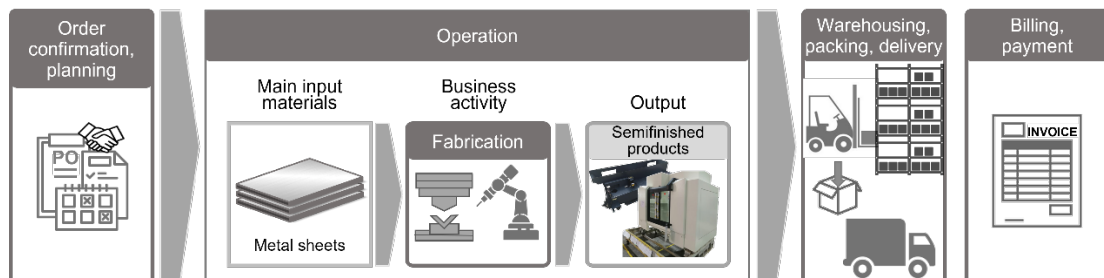 Order
confirmation,
planning
PO
Operation
Main input
materials
Metal sheets
Business
activity
Fabrication
Output
Semifinished
products
Warehousing,
packing, delivery
Billing,
payment
INVOICE